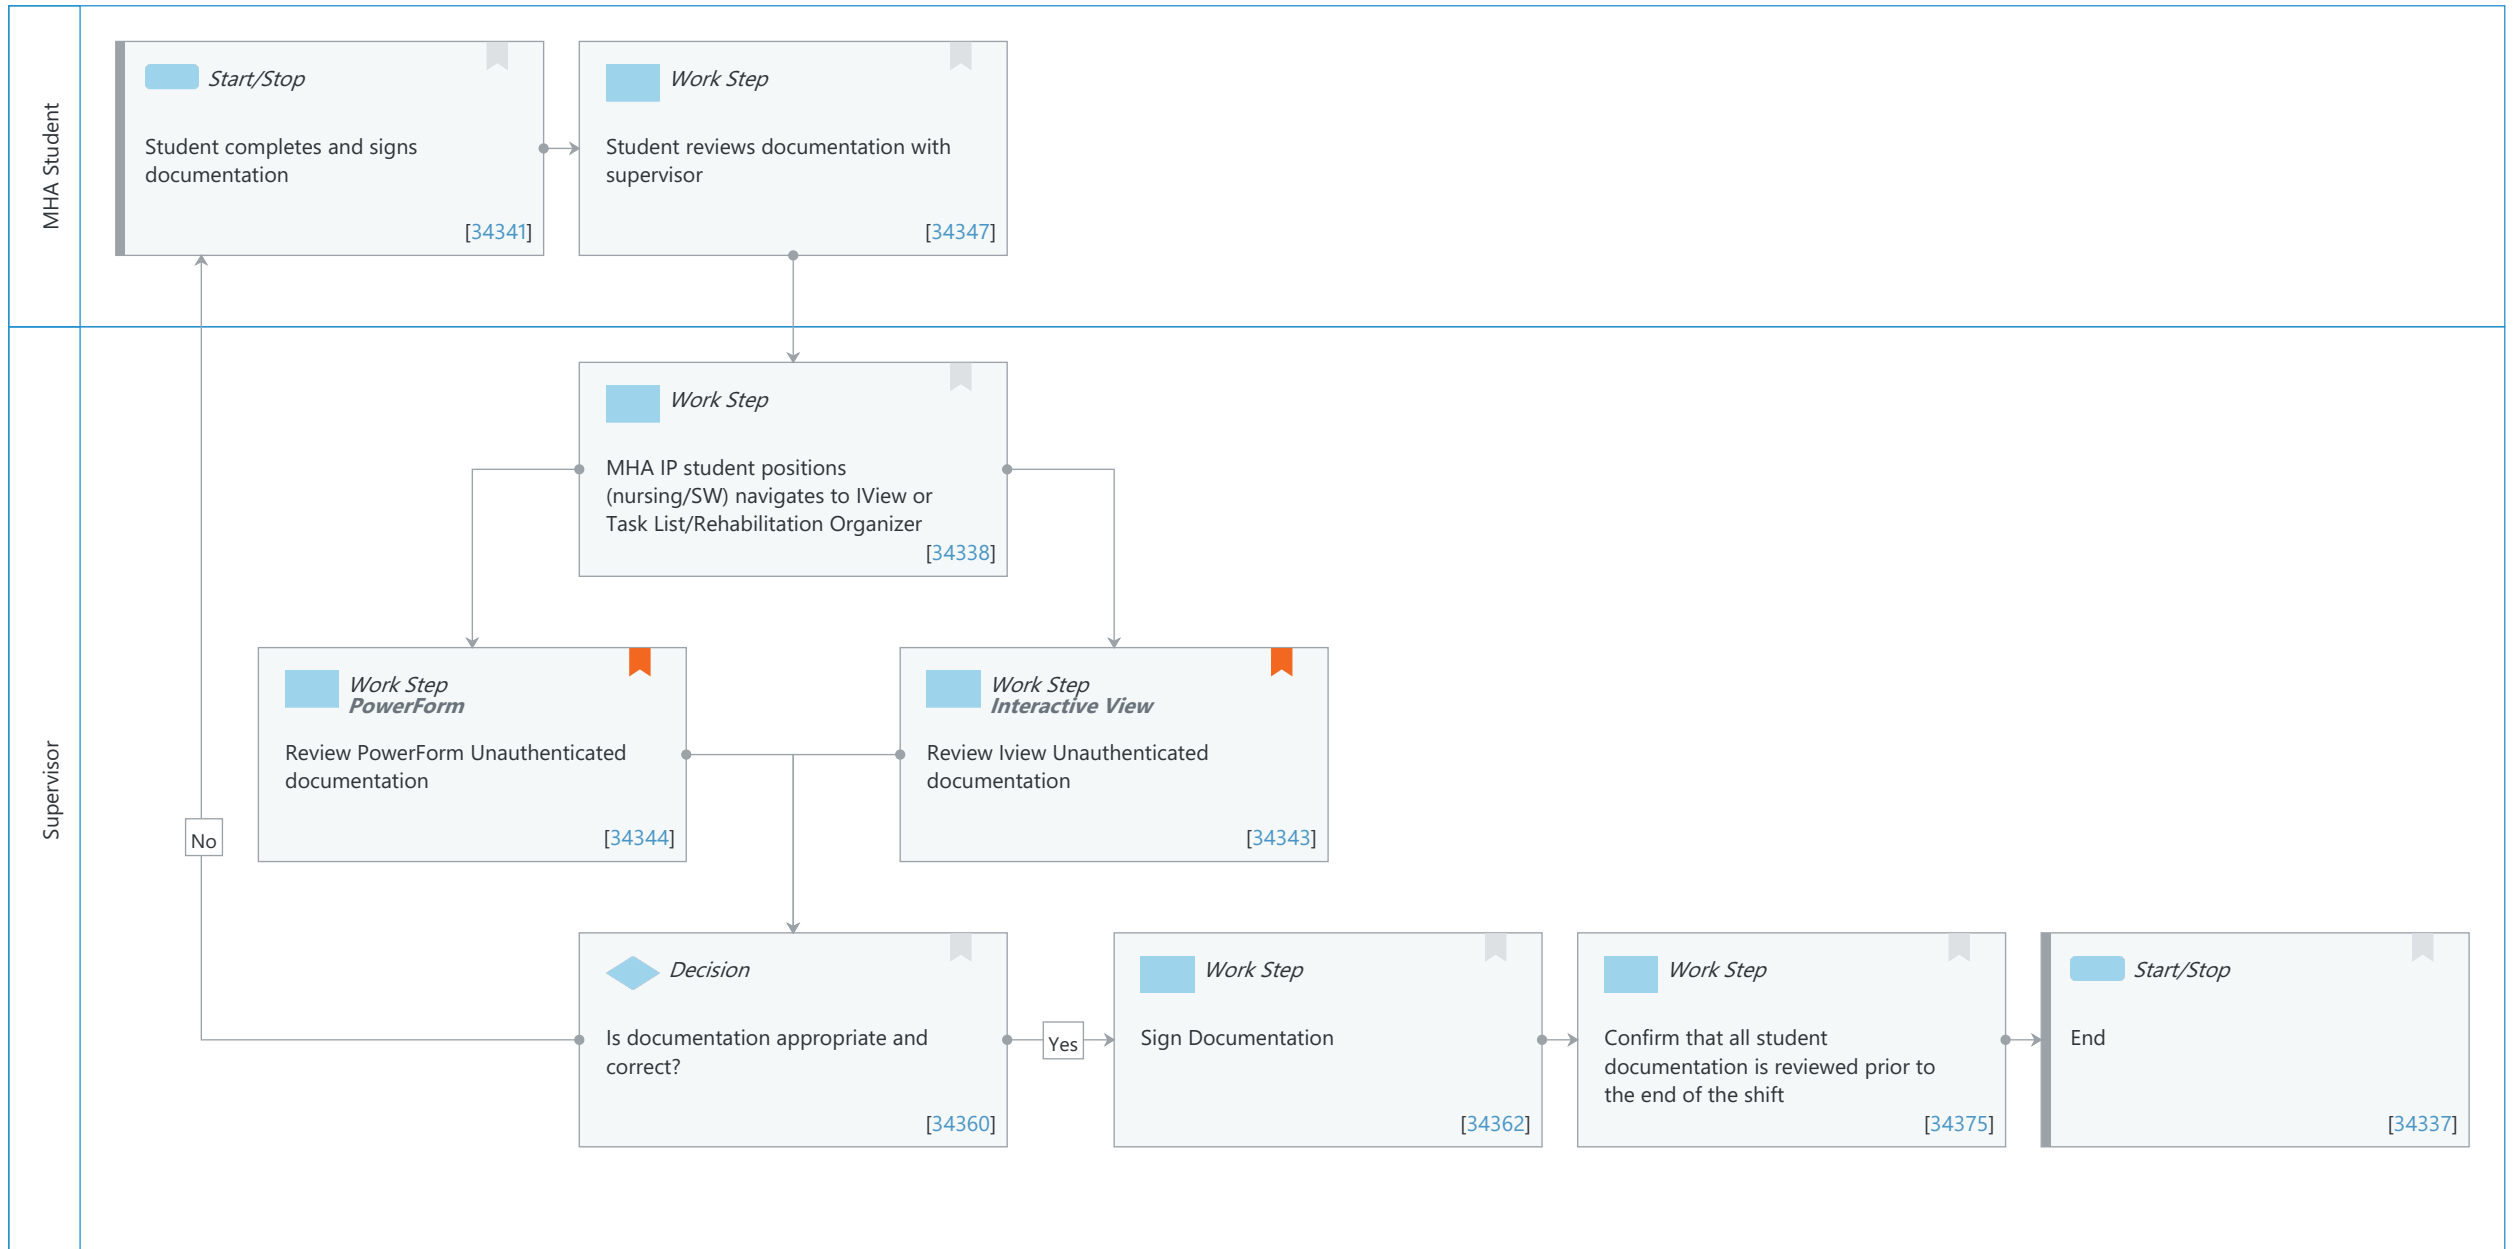 MHA Student
Start/Stop
Student completes and signs
documentation
[34341]
Work Step
Student reviews documentation with
supervisor
[34347]
Supervisor
Work Step
MHA IP student positions
(nursing/SW) navigates to IView or
Task List/Rehabilitation Organizer
[34338]
Work Step
PowerForm
Review PowerForm Unauthenticated
documentation
[34344]
Work Step
Interactive View
Review Iview Unauthenticated
documentation
[34343]
No
Decision
Is documentation appropriate and
correct?
[34360]
Yes
Work Step
Sign Documentation
[34362]
Work Step
Confirm that all student
documentation is reviewed prior to
the end of the shift
[34375]
Start/Stop
End
[34337]